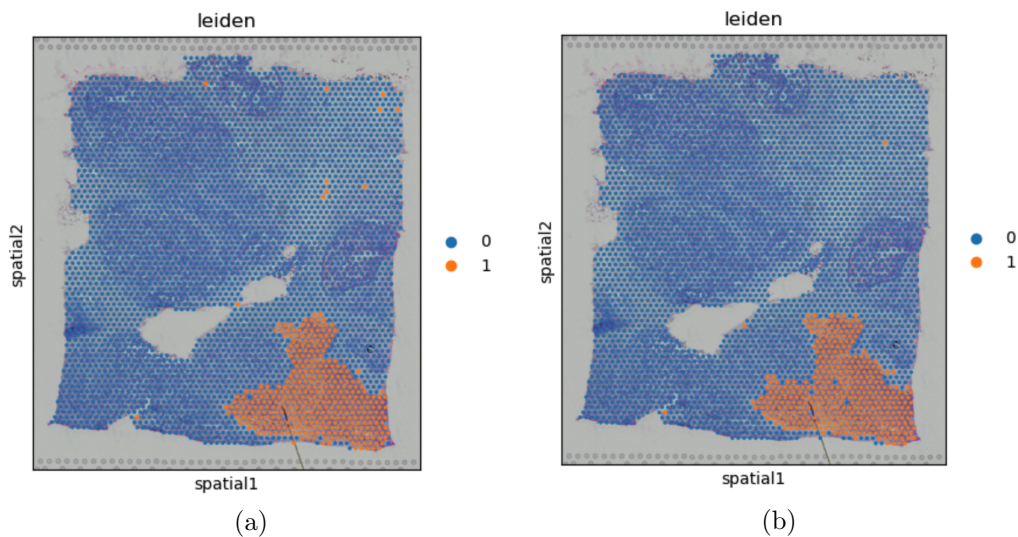 leiden
spatial2
0
1
spatial1
(a)
leiden
spatial2
0
1
spatial1
(b)